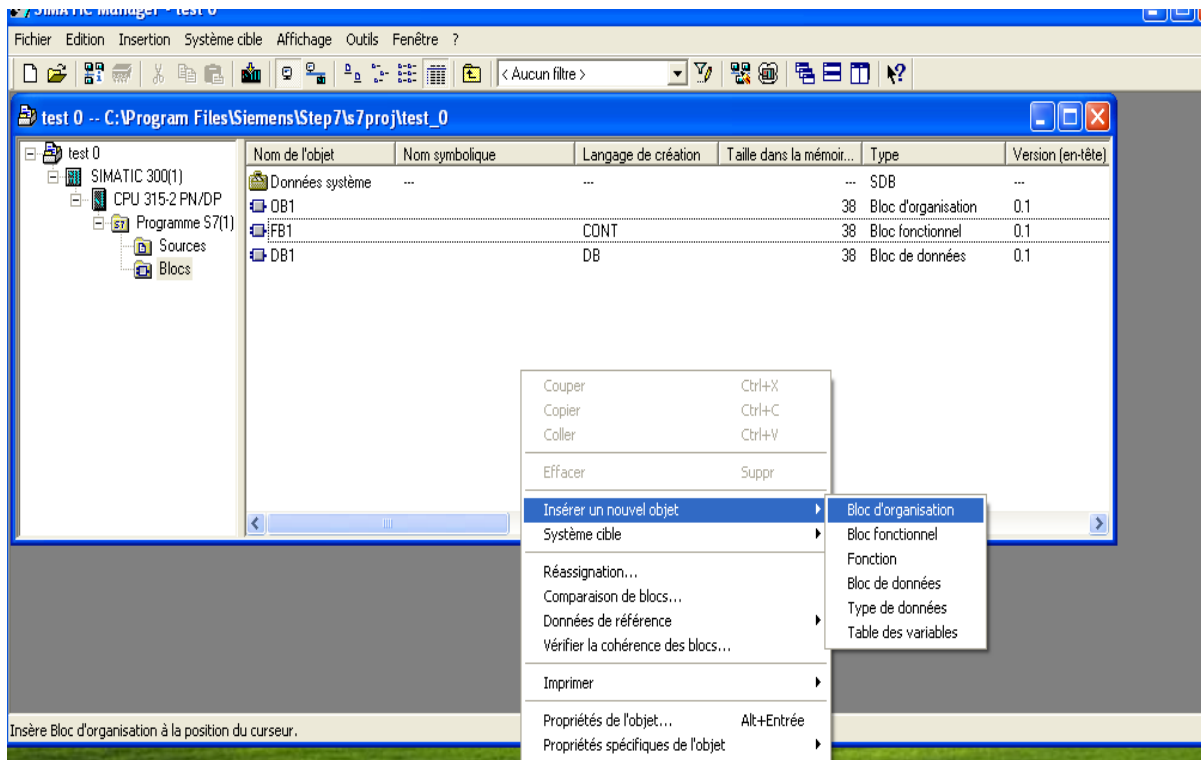 SIMATIC Manager - test 0
Fichier Edition Insertion Système cible Affichage Outils Fenêtre ?
< Aucun filtre >
test 0 -- C:\Program Files\Siemens\Step7\s7proj\test_0
test 0
SIMATIC 300(1)
CPU 315-2 PN/DP
Programme S7(1)
Sources
Blocs
Nom de l'objet Nom symbolique Langage de création Taille dans la mémoir... Type Version (en-tête)
Données système --- --- --- SDB ---
OB1 38 Bloc d'organisation 0.1
FB1 CONT 38 Bloc fonctionnel 0.1
DB1 DB 38 Bloc de données 0.1
Couper Ctrl+X
Copier Ctrl+C
Coller Ctrl+V
Effacer Suppr
Insérer un nouvel objet
Système cible
Réassignation...
Comparaison de blocs...
Données de référence
Vérifier la cohérence des blocs...
Imprimer
Propriétés de l'objet... Alt+Entrée
Propriétés spécifiques de l'objet
Bloc d'organisation
Bloc fonctionnel
Fonction
Bloc de données
Type de données
Table des variables
Insère Bloc d'organisation à la position du curseur.